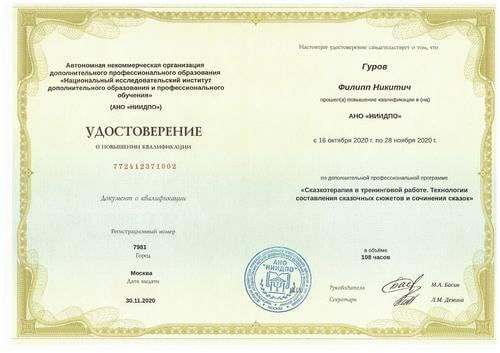 Автономная некоммерческая организация
дополнительного профессионального образования
«Национальный исследовательский институт
дополнительного образования и профессионального
обучения»
(АНО «НИИДПО»)
УДОСТОВЕРЕНИЕ
О ПОВЫШЕНИИ КВАЛИФИКАЦИИ
772412371002
Документ о квалификации
Регистрационный номер
7981
Город
Москва
Дата выдачи
30.11.2020
Настоящее удостоверение свидетельствует о том, что
Гуров
Филипп Никитич
прошел(а) повышение квалификации в (на)
АНО «НИИДПО»
с 16 октября 2020 г. по 28 ноября 2020 г.
по дополнительной профессиональной программе
«Сказкотерапия в тренинговой работе. Технологии
составления сказочных сюжетов и сочинения сказок»
в объёме
108 часов
Руководитель М.А. Басин
Секретарь Л.М. Демина
АНО
"НИИДПО"
МОСКВА